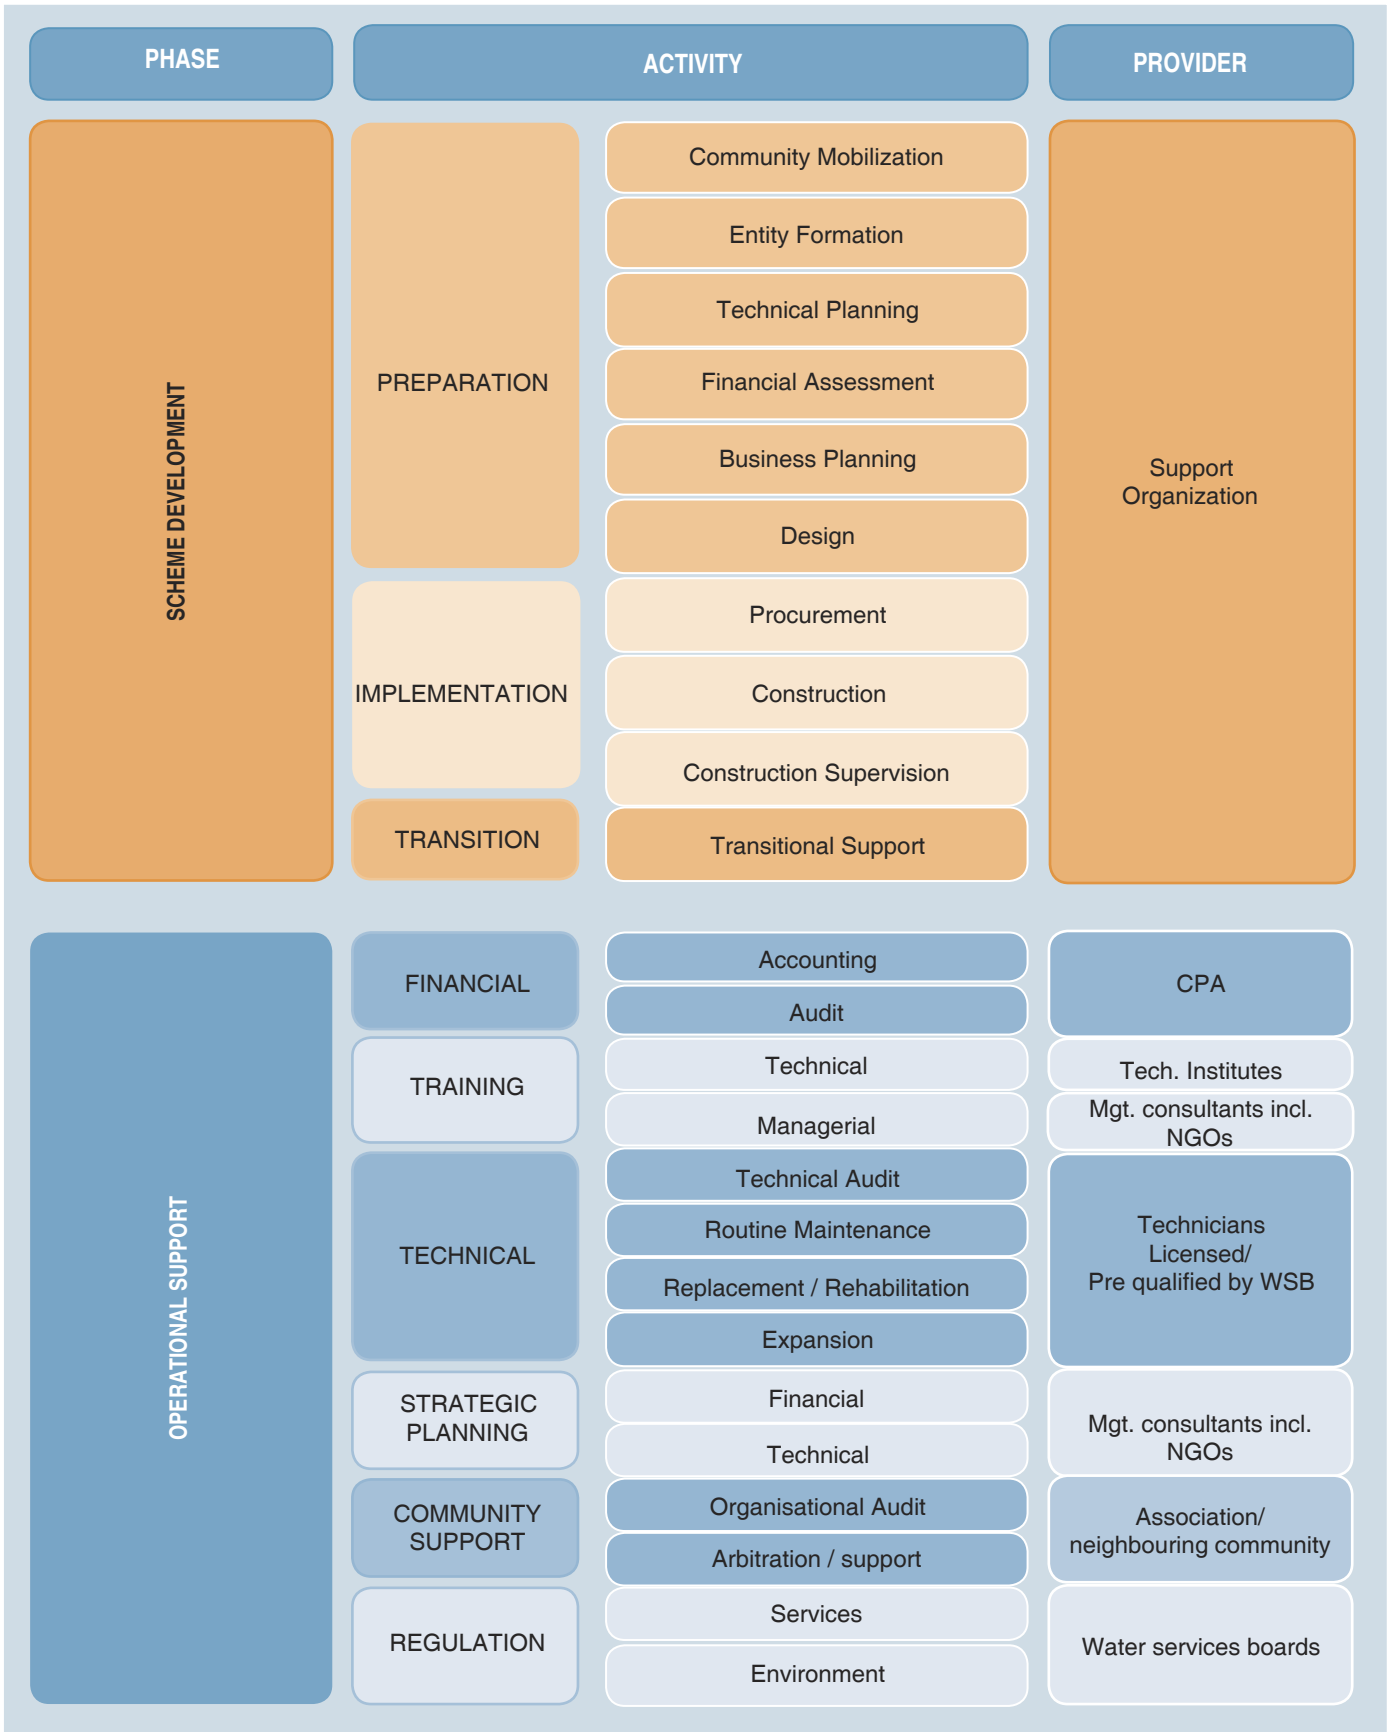 PHASE
ACTIVITY
PROVIDER
SCHEME DEVELOPMENT
PREPARATION
Community Mobilization
Entity Formation
Technical Planning
Financial Assessment
Business Planning
Design
IMPLEMENTATION
Procurement
Construction
Construction Supervision
TRANSITION
Transitional Support
Support
Organization
OPERATIONAL SUPPORT
FINANCIAL
Accounting
Audit
CPA
TRAINING
Technical
Tech. Institutes
Managerial
Mgt. consultants incl.
NGOs
TECHNICAL
Technical Audit
Routine Maintenance
Replacement / Rehabilitation
Expansion
Technicians
Licensed/
Pre qualified by WSB
STRATEGIC
PLANNING
Financial
Technical
Mgt. consultants incl.
NGOs
COMMUNITY
SUPPORT
Organisational Audit
Arbitration / support
Association/
neighbouring community
REGULATION
Services
Environment
Water services boards